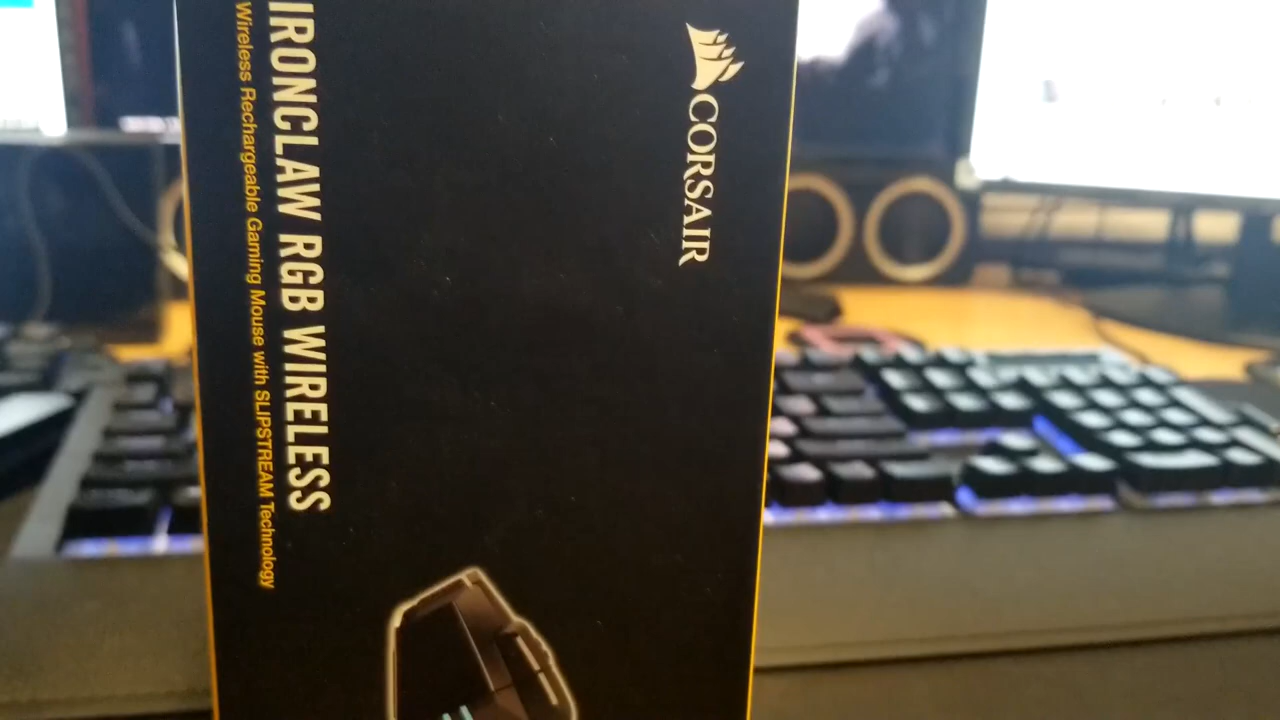 CORSAIR
IRONCLAW RGB WIRELESS
Wireless Rechargeable Gaming Mouse with SLIPSTREAM Technology